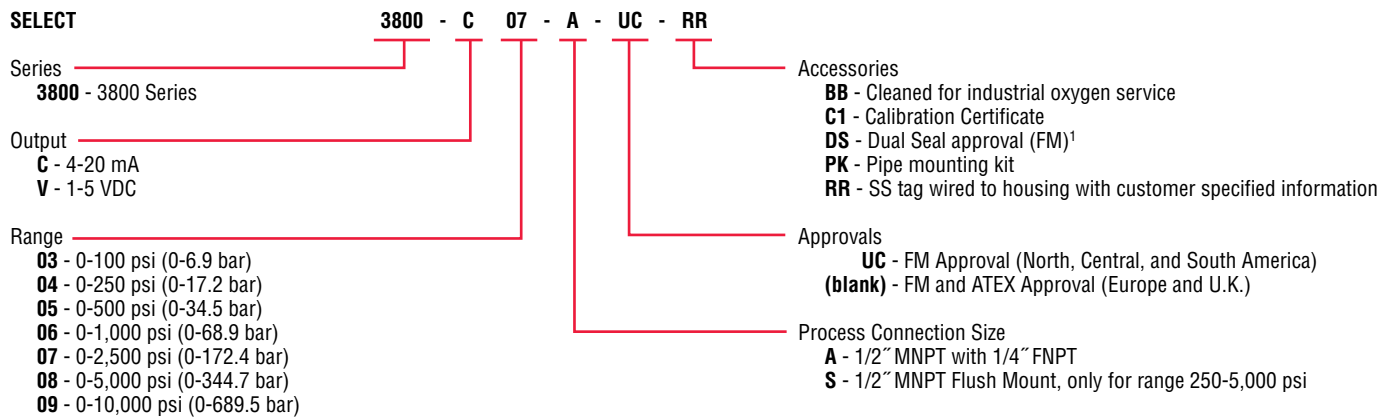 SELECT
3800 - C 07 - A - UC - RR
Series
3800 - 3800 Series
Output
C - 4-20 mA
V - 1-5 VDC
Range
03 - 0-100 psi (0-6.9 bar)
04 - 0-250 psi (0-17.2 bar)
05 - 0-500 psi (0-34.5 bar)
06 - 0-1,000 psi (0-68.9 bar)
07 - 0-2,500 psi (0-172.4 bar)
08 - 0-5,000 psi (0-344.7 bar)
09 - 0-10,000 psi (0-689.5 bar)
Accessories
BB - Cleaned for industrial oxygen service
C1 - Calibration Certificate
DS - Dual Seal approval (FM)¹
PK - Pipe mounting kit
RR - SS tag wired to housing with customer specified information
Approvals
UC - FM Approval (North, Central, and South America)
(blank) - FM and ATEX Approval (Europe and U.K.)
Process Connection Size
A - 1/2˝ MNPT with 1/4˝ FNPT
S - 1/2˝ MNPT Flush Mount, only for range 250-5,000 psi